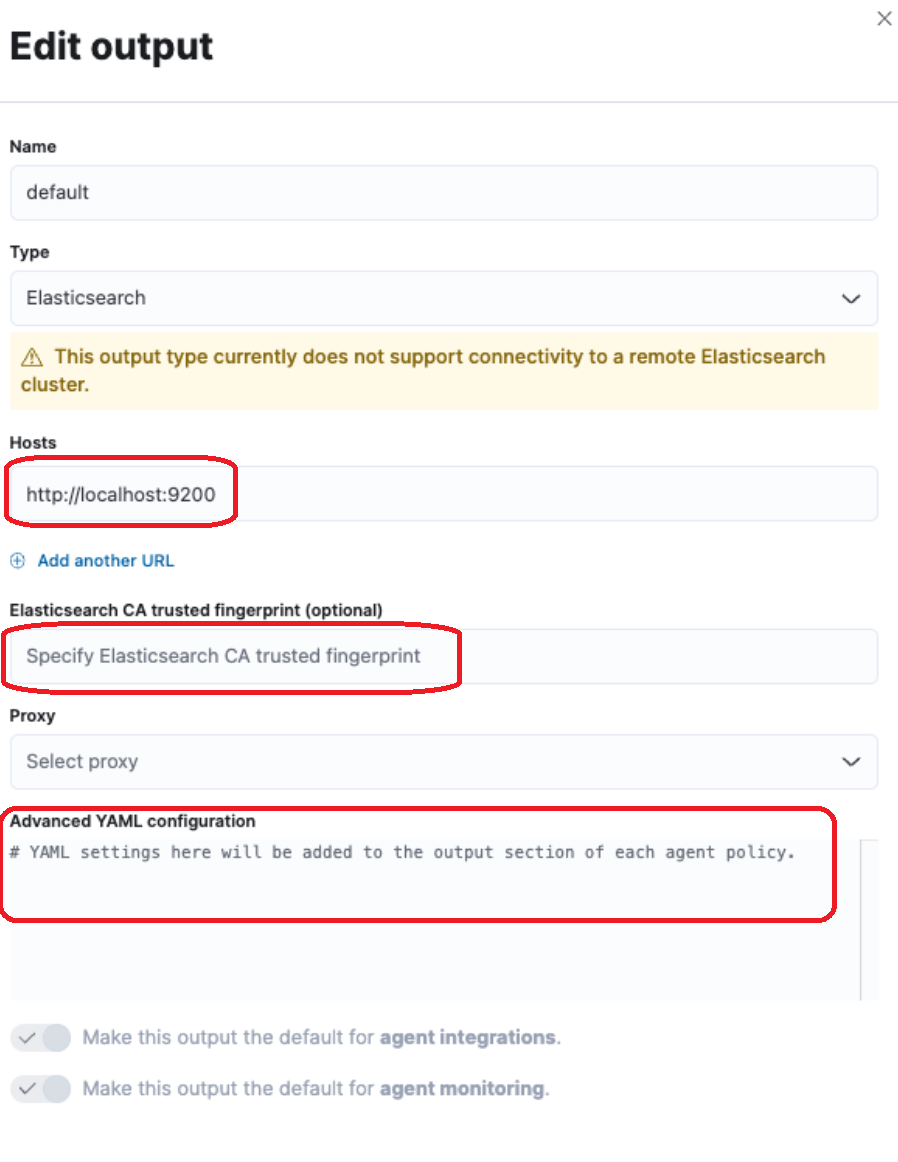 Edit output
Name
default
Type
Elasticsearch
This output type currently does not support connectivity to a remote Elasticsearch
cluster.
Hosts
http://localhost:9200
Add another URL
Elasticsearch CA trusted fingerprint (optional)
Specify Elasticsearch CA trusted fingerprint
Proxy
Select proxy
Advanced YAML configuration
# YAML settings here will be added to the output section of each agent policy.
Make this output the default for agent integrations.
Make this output the default for agent monitoring.